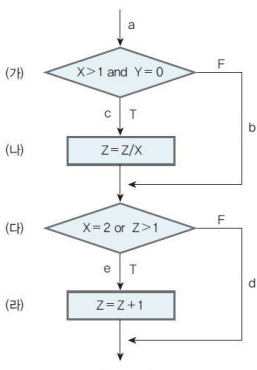 a
(가)
X>1 and Y=0
F
c T
b
(나)
Z=Z/X
(다)
X=2 or Z>1
F
e T
d
(라)
Z=Z+1